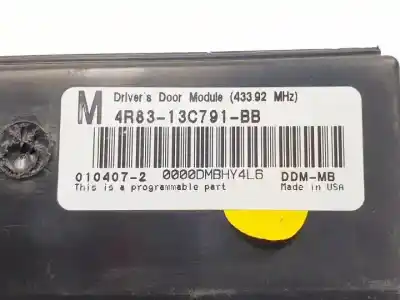 M Driver's Door Module (433.92 MHz)
4R83-13C791-BB
010407-2 0000DMBHY4L6 DDM-MB
This is a programmable part Made in USA